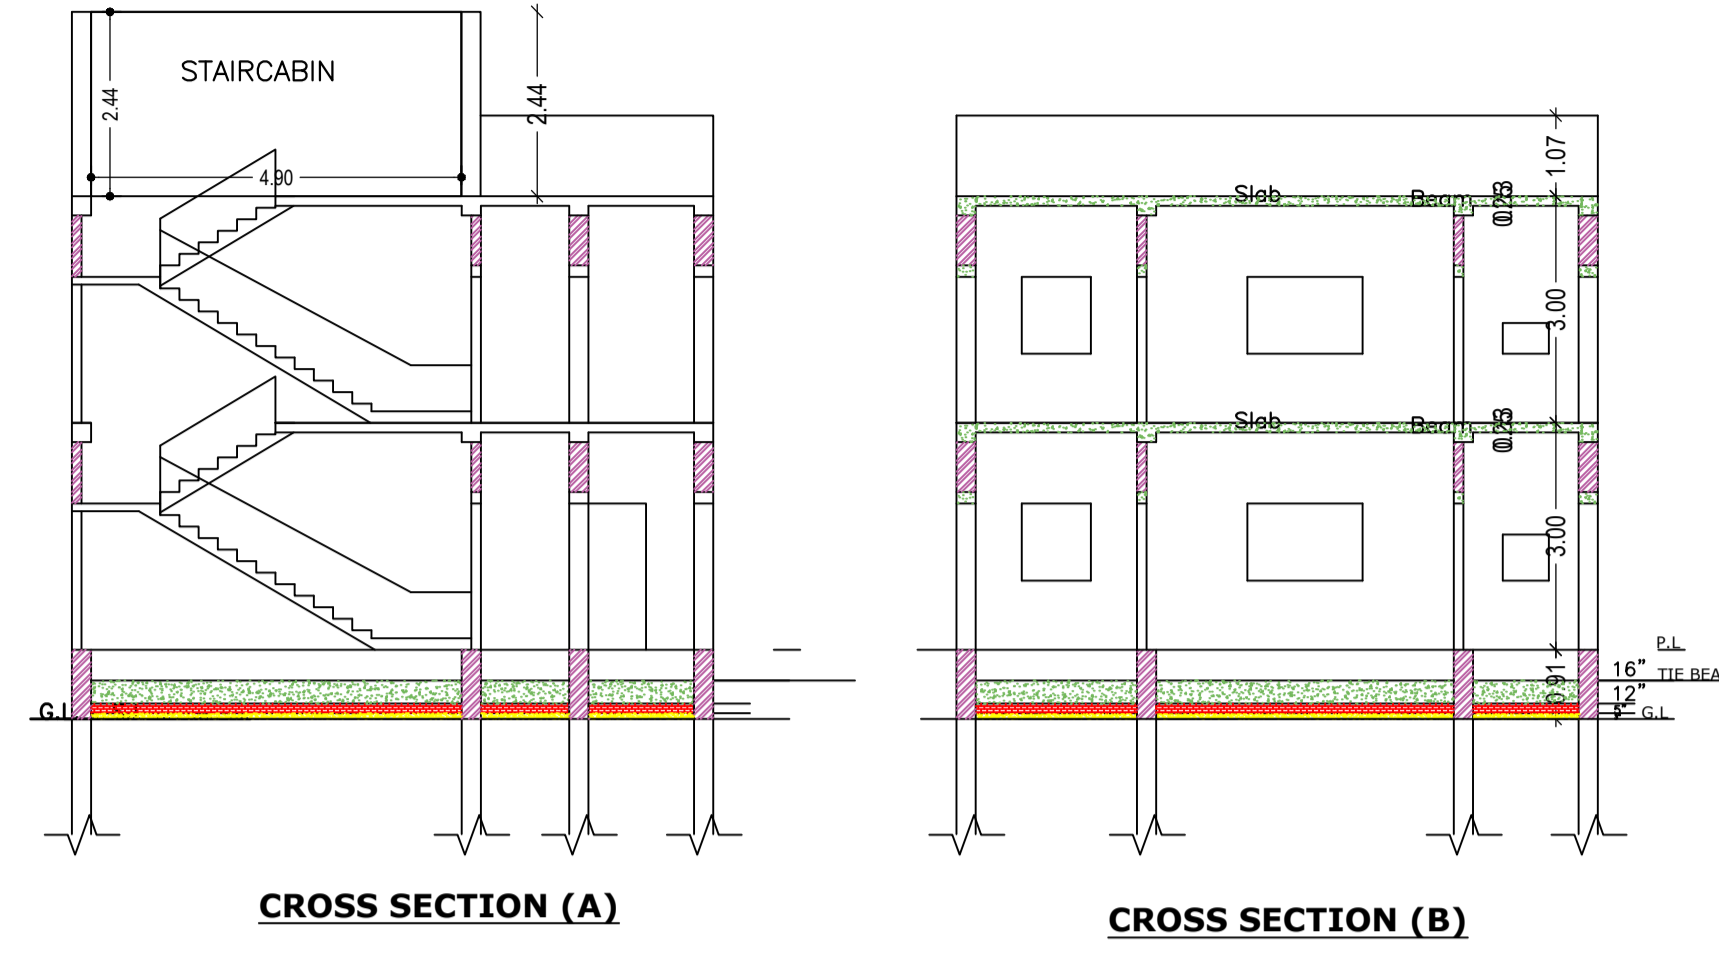 STAIRCABIN
2.44
2.44
4.90
G.L
CROSS SECTION (A)
1.07
Slab
Beam
3.00
Slab
Beam
3.00
P.L
16”
TIE BEA
0.91
12”
5”
G.L
CROSS SECTION (B)